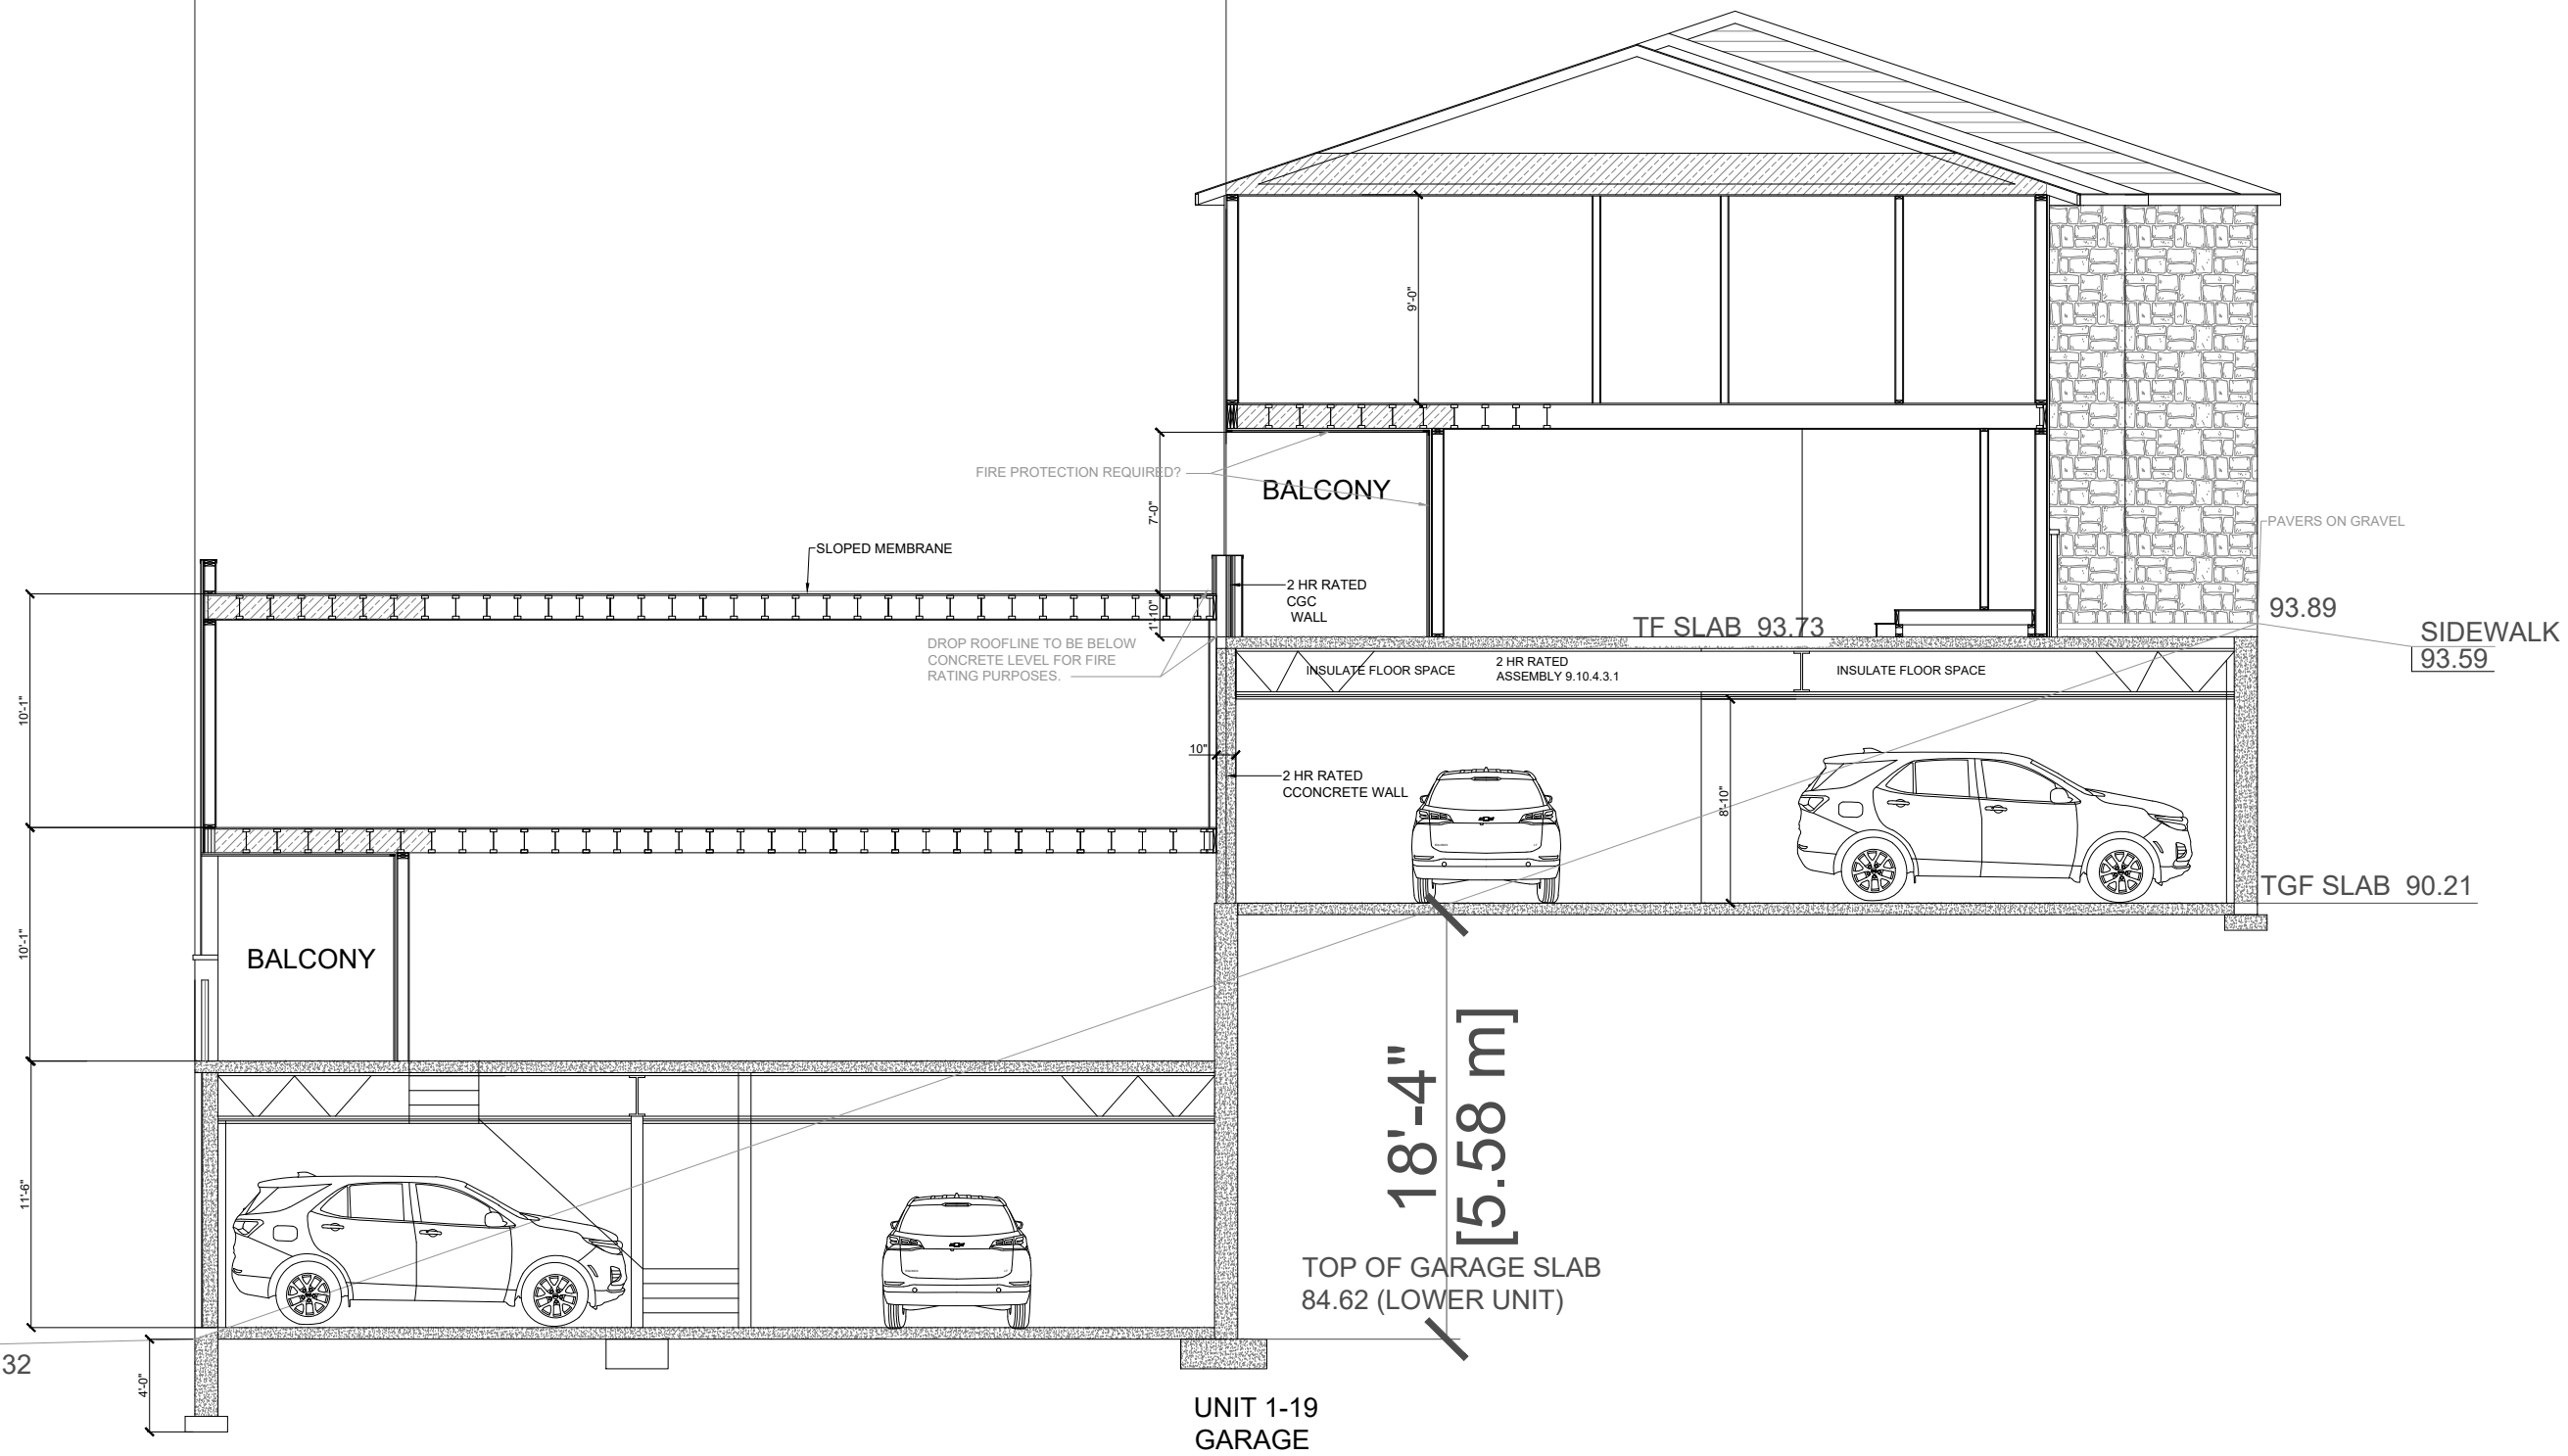 9'-0"
FIRE PROTECTION REQUIRED?
BALCONY
7'-0"
PAVERS ON GRAVEL
SLOPED MEMBRANE
2 HR RATED
CGC
WALL
1'-10"
93.89
TF SLAB 93.73
SIDEWALK
93.59
DROP ROOFLINE TO BE BELOW
CONCRETE LEVEL FOR FIRE
RATING PURPOSES.
INSULATE FLOOR SPACE
2 HR RATED
ASSEMBLY 9.10.4.3.1
INSULATE FLOOR SPACE
10'-1"
10"
2 HR RATED
CCONCRETE WALL
8'-10"
TGF SLAB 90.21
10'-1"
BALCONY
18'-4"
[5.58 m]
11'-6"
TOP OF GARAGE SLAB
84.62 (LOWER UNIT)
32
4'-0"
UNIT 1-19
GARAGE